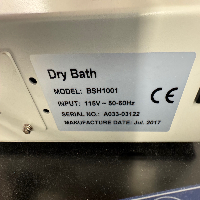 Dry Bath
MODEL: BSH1001
INPUT: 115V ~ 50-60Hz
SERIAL NO.: A033-03122
MANUFACTURE DATE: Jul. 2017
CE